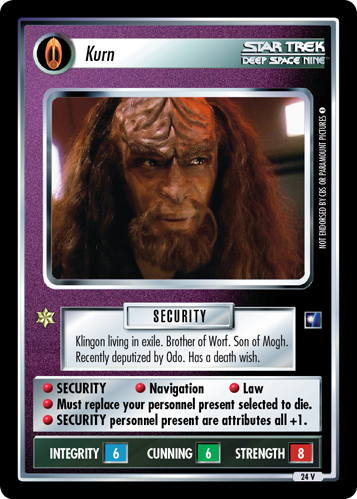 Kurn
STAR TREK
DEEP SPACE NINE™
NOT ENDORSED BY CBS OR PARAMOUNT PICTURES
SECURITY
Klingon living in exile. Brother of Worf. Son of Mogh.
Recently deputized by Odo. Has a death wish.
SECURITY Navigation Law
Must replace your personnel present selected to die.
SECURITY personnel present are attributes all +1.
INTEGRITY 6 CUNNING 6 STRENGTH 8
24 V